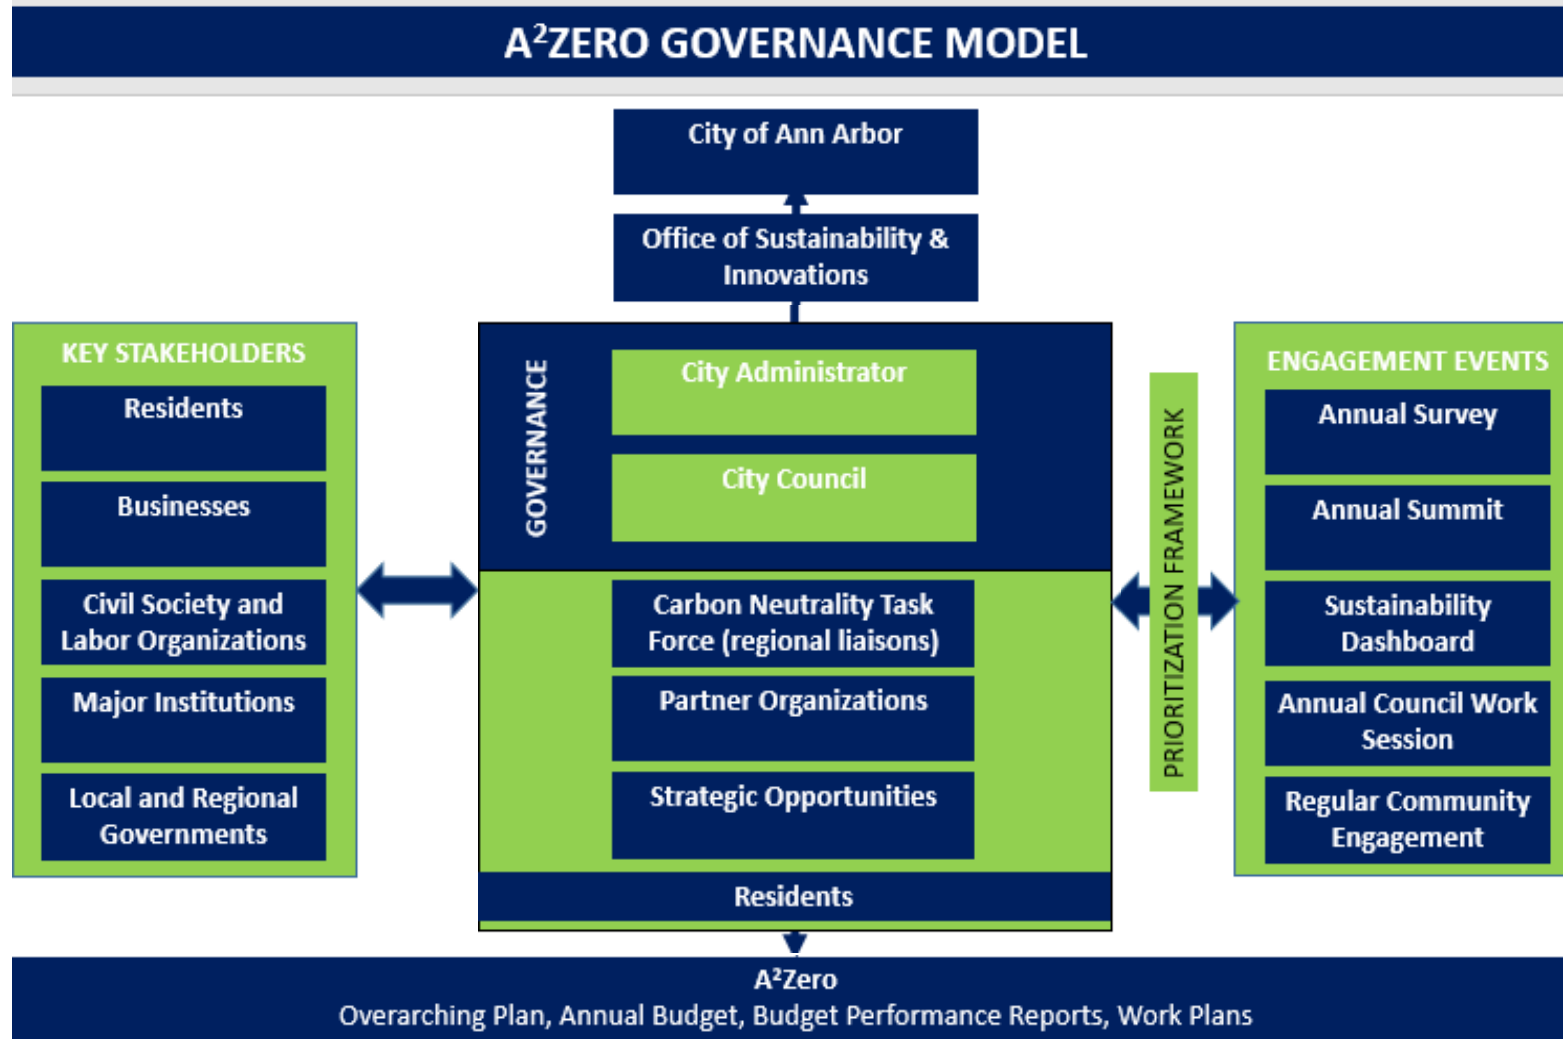 A²ZERO GOVERNANCE MODEL
City of Ann Arbor
Office of Sustainability &
Innovations
KEY STAKEHOLDERS
Residents
Businesses
Civil Society and
Labor Organizations
Major Institutions
Local and Regional
Governments
GOVERNANCE
City Administrator
City Council
Carbon Neutrality Task
Force (regional liaisons)
Partner Organizations
Strategic Opportunities
Residents
PRIORITIZATION FRAMEWORK
ENGAGEMENT EVENTS
Annual Survey
Annual Summit
Sustainability
Dashboard
Annual Council Work
Session
Regular Community
Engagement
A²Zero
Overarching Plan, Annual Budget, Budget Performance Reports, Work Plans